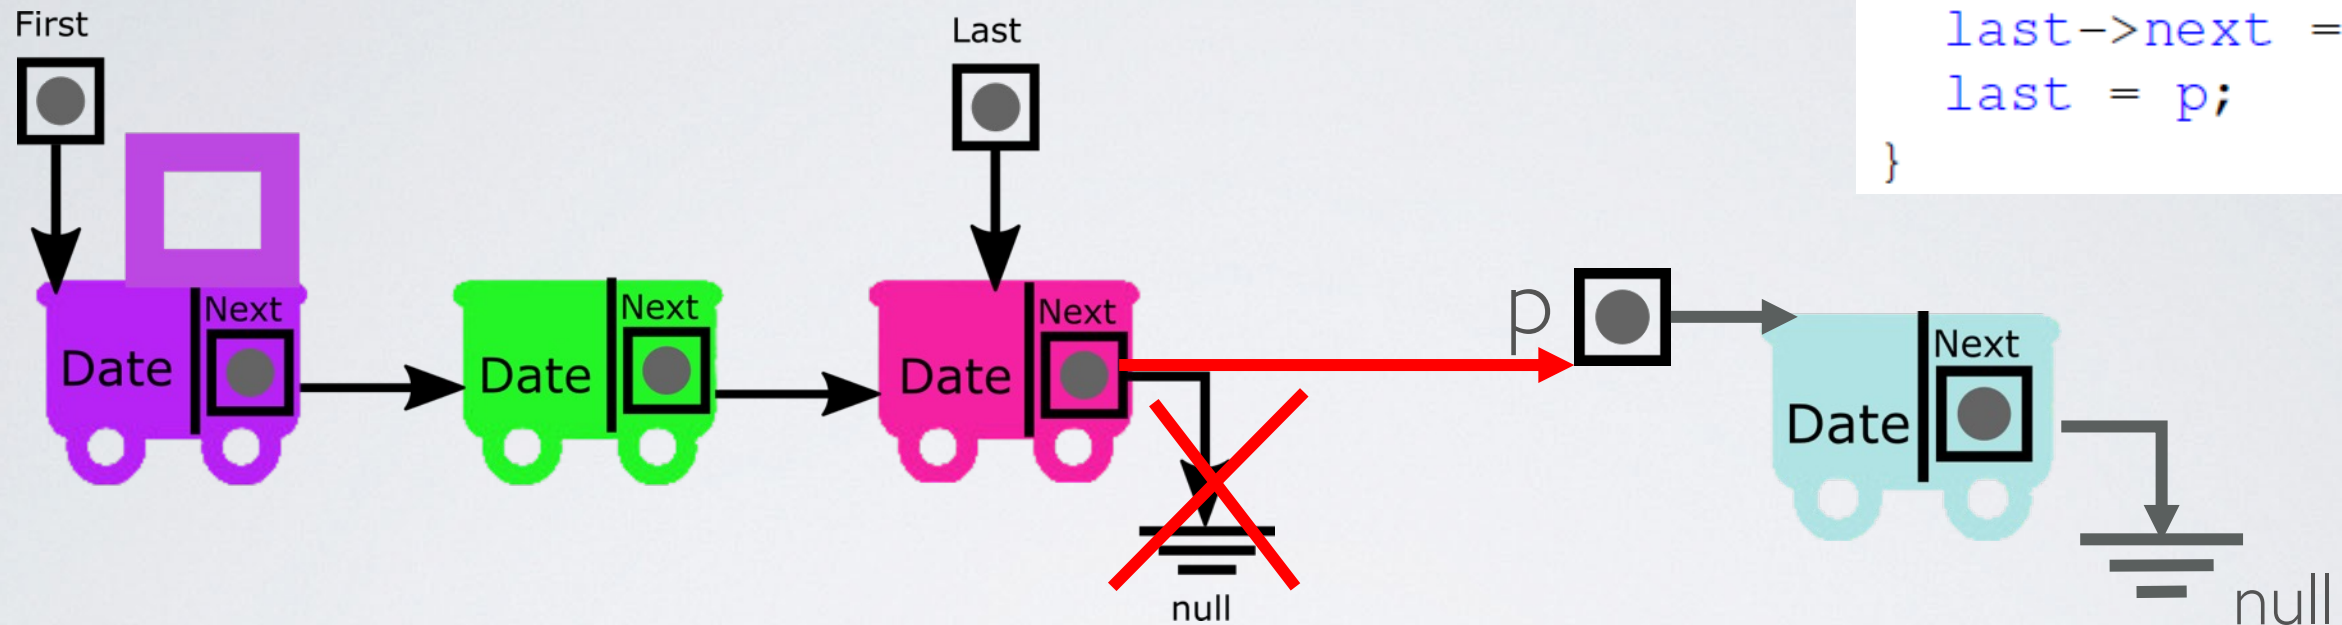 First
Last
last->next =
last = p;
}
Next
Date
Next
Date
Next
Date
p
Next
Date
null
null